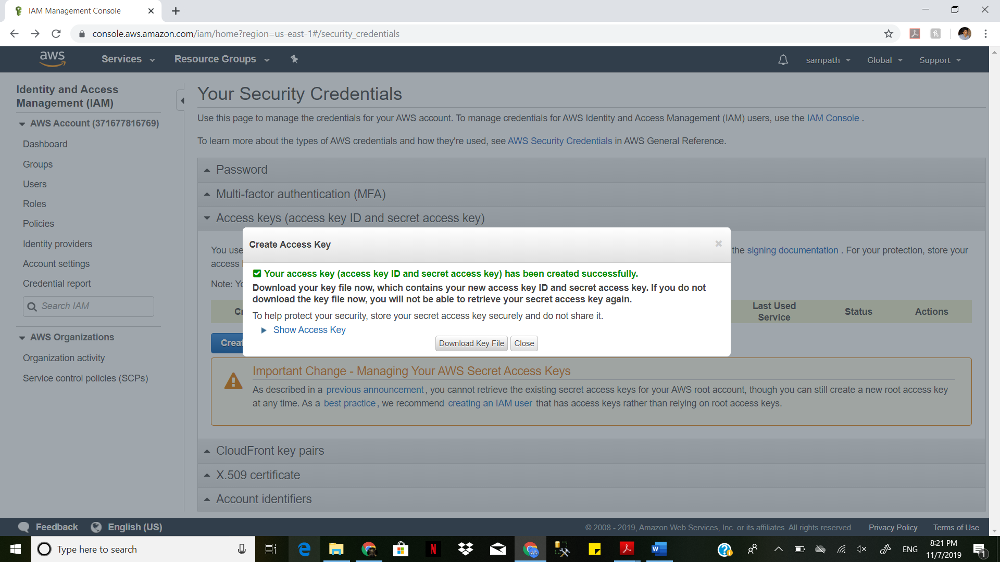 IAM Management Console
console.aws.amazon.com/iam/home?region=us-east-1#/security_credentials
aws
Services
Resource Groups
sampath
Global
Support
Identity and Access
Management (IAM)
AWS Account (371677816769)
Dashboard
Groups
Users
Roles
Policies
Identity providers
Account settings
Credential report
Search IAM
AWS Organizations
Organization activity
Service control policies (SCPs)
Your Security Credentials
Use this page to manage the credentials for your AWS account. To manage credentials for AWS Identity and Access Management (IAM) users, use the IAM Console .
To learn more about the types of AWS credentials and how they're used, see AWS Security Credentials in AWS General Reference.
Password
Multi-factor authentication (MFA)
Access keys (access key ID and secret access key)
You use
the signing documentation . For your protection, store your
access
Note: Yo
Cr
Last Used
Service
Status
Actions
Creat
Create Access Key
Your access key (access key ID and secret access key) has been created successfully.
Download your key file now, which contains your new access key ID and secret access key. If you do not
download the key file now, you will not be able to retrieve your secret access key again.
To help protect your security, store your secret access key securely and do not share it.
Show Access Key
Download Key File
Close
Important Change - Managing Your AWS Secret Access Keys
As described in a previous announcement, you cannot retrieve the existing secret access keys for your AWS root account, though you can still create a new root access key
at any time. As a best practice, we recommend creating an IAM user that has access keys rather than relying on root access keys.
CloudFront key pairs
X.509 certificate
Account identifiers
Feedback
English (US)
© 2008 - 2019, Amazon Web Services, Inc. or its affiliates. All rights reserved.
Privacy Policy
Terms of Use
Type here to search
ENG
8:21 PM
11/7/2019
1